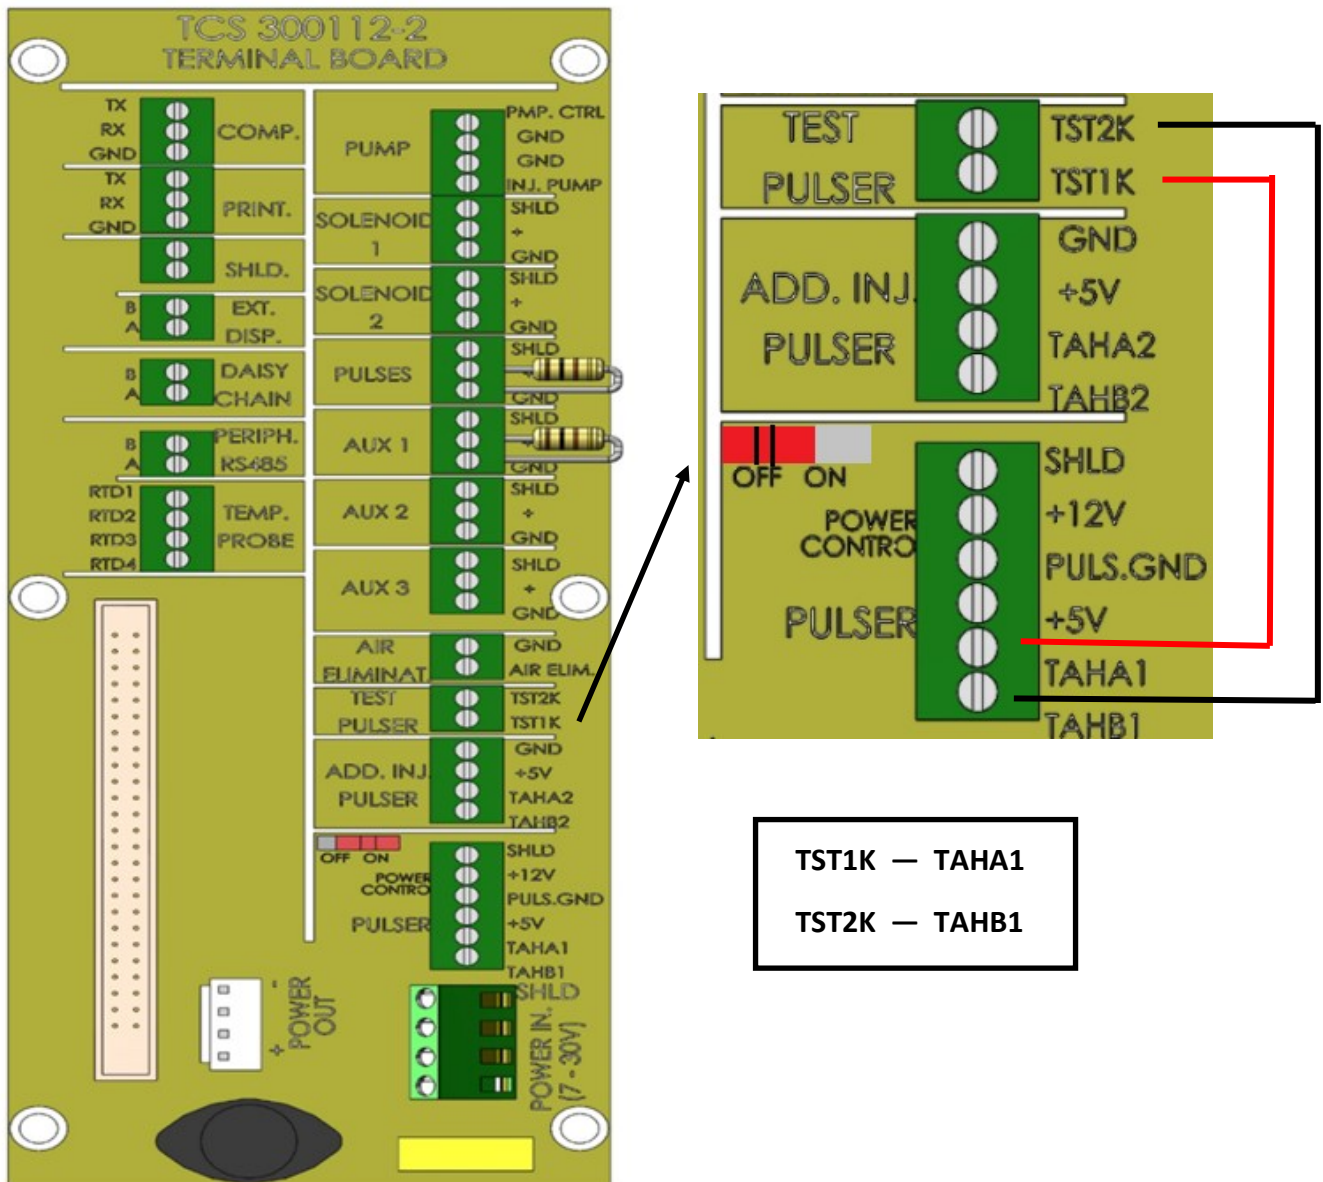 TCS 300112-2
TERMINAL BOARD
TX
RX
GND
COMP.
TX
RX
GND
PRINT.
SHLD.
B
A
EXT.
DISP.
B
A
DAISY
CHAIN
B
A
PERIPH.
RS485
RTD1
RTD2
RTD3
RTD4
TEMP.
PROBE
PUMP
PMP. CTRL
GND
GND
INJ. PUMP
SOLENOID
1
SHLD
+
GND
SOLENOID
2
SHLD
+
GND
PULSES
SHLD
+
GND
AUX 1
SHLD
+
GND
AUX 2
SHLD
+
GND
AUX 3
SHLD
+
GND
AIR
ELIMINAT.
GND
AIR ELIM.
TEST
PULSER
TST2K
TST1K
ADD. INJ.
PULSER
GND
+5V
TAHA2
TAHB2
OFF ON
POWER
CONTRO
PULSER
SHLD
+12V
PULS.GND
+5V
TAHA1
TAHB1
- +
POWER
OUT
SHLD
POWER IN.
(7 - 30V)
TEST
PULSER
TST2K
TST1K
ADD. INJ.
PULSER
GND
+5V
TAHA2
TAHB2
OFF ON
POWER
CONTRO
PULSER
SHLD
+12V
PULS.GND
+5V
TAHA1
TAHB1
TST1K — TAHA1
TST2K — TAHB1